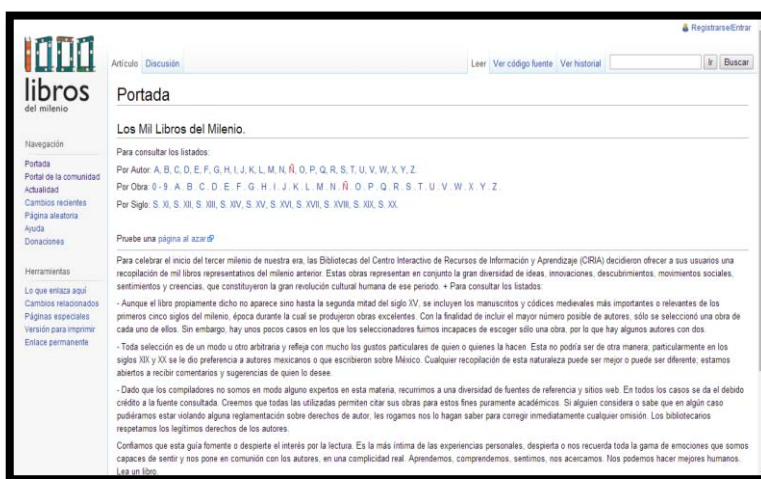 Registrarse/Entrar
libros
del milenio
Artículo Discusión Leer Ver código fuente Ver historial Ir Buscar
Portada
Los Mil Libros del Milenio.
Para consultar los listados:
Por Autor: A, B, C, D, E, F, G, H, I, J, K, L, M, N, Ñ, O, P, Q, R, S, T, U, V, W, X, Y, Z.
Por Obra: 0 - 9 . A . B . C . D . E . F . G . H . I . J . K . L . M . N . Ñ . O . P . Q . R . S . T . U . V . W . X . Y . Z .
Por Siglo: S. XI, S. XII, S. XIII, S. XIV, S. XV, S. XVI, S. XVII, S. XVIII, S. XIX, S. XX.
Pruebe una página al azar
Para celebrar el inicio del tercer milenio de nuestra era, las Bibliotecas del Centro Interactivo de Recursos de Información y Aprendizaje (CIRIA) decidieron ofrecer a sus usuarios una
recopilación de mil libros representativos del milenio anterior. Estas obras representan en conjunto la gran diversidad de ideas, innovaciones, descubrimientos, movimientos sociales,
sentimientos y creencias, que constituyeron la gran revolución cultural humana de ese periodo. + Para consultar los listados:
- Aunque el libro propiamente dicho no aparece sino hasta la segunda mitad del siglo XV, se incluyen los manuscritos y códices medievales más importantes o relevantes de los
primeros cinco siglos del milenio, época durante la cual se produjeron obras excelentes. Con la finalidad de incluir el mayor número posible de autores, sólo se seleccionó una obra de
cada uno de ellos. Sin embargo, hay unos pocos casos en los que los seleccionadores fuimos incapaces de escoger sólo una obra, por lo que hay algunos autores con dos.
- Toda selección es de un modo u otro arbitraria y refleja con mucho los gustos particulares de quien o quienes la hacen. Esta no podría ser de otra manera; particularmente en los
siglos XIX y XX se le dio preferencia a autores mexicanos o que escribieron sobre México. Cualquier recopilación de esta naturaleza puede ser mejor o puede ser diferente; estamos
abiertos a recibir comentarios y sugerencias de quien lo desee.
- Dado que los compiladores no somos en modo alguno expertos en esta materia, recurrimos a una diversidad de fuentes de referencia y sitios web. En todos los casos se da el debido
crédito a la fuente consultada. Creemos que todas las utilizadas permiten citar sus obras para estos fines puramente académicos. Si alguien considera o sabe que en algún caso
pudiéramos estar violando alguna reglamentación sobre derechos de autor, les rogamos nos lo hagan saber para corregir inmediatamente cualquier omisión. Los bibliotecarios
respetamos los legítimos derechos de los autores.
Confiamos que esta guía fomente o despierte el interés por la lectura. Es la más íntima de las experiencias personales, despierta o nos recuerda toda la gama de emociones que somos
capaces de sentir y nos pone en comunión con los autores, en una complicidad real. Aprendemos, comprendemos, sentimos, nos acercamos. Nos podemos hacer mejores humanos.
Lea un libro.
Navegación
Portada
Portal de la comunidad
Actualidad
Cambios recientes
Página aleatoria
Ayuda
Donaciones
Herramientas
Lo que enlaza aquí
Cambios relacionados
Páginas especiales
Versión para imprimir
Enlace permanente